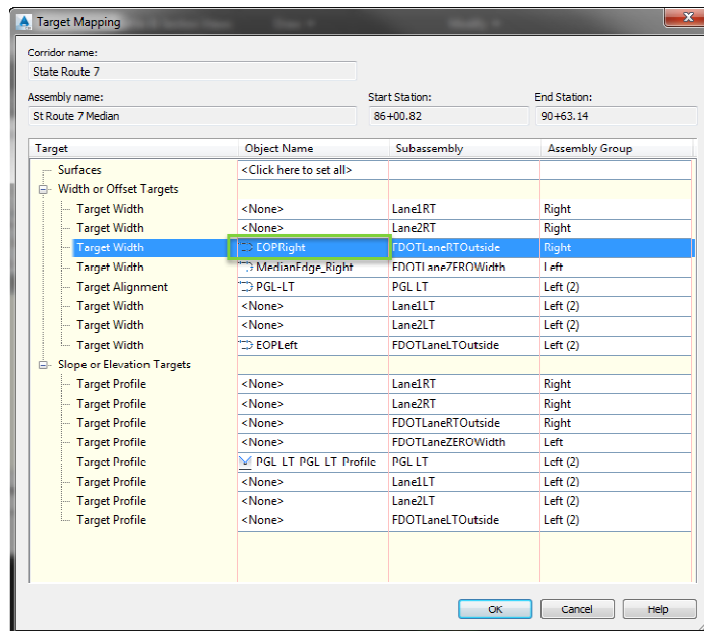 Target Mapping
Corridor name:
State Route 7
Assembly name: Start Station: End Station:
St Route 7 Median 86+00.82 90+63.14
Target Object Name Subassembly Assembly Group
Surfaces <Click here to set all>
Width or Offset Targets
Target Width <None> Lane1RT Right
Target Width <None> Lane2RT Right
Target Width EOPRight FDOTLaneRTOutside Right
Target Width MedianEdge_Right FDOTLaneZEROWidth Left
Target Alignment PGL-LT PGL LT Left (2)
Target Width <None> Lane1LT Left (2)
Target Width <None> Lane2LT Left (2)
Target Width EOPLeft FDOTLaneLTOutside Left (2)
Slope or Elevation Targets
Target Profile <None> Lane1RT Right
Target Profile <None> Lane2RT Right
Target Profile <None> FDOTLaneRTOutside Right
Target Profile <None> FDOTLaneZEROWidth Left
Target Profile PGL LT PGL LT Profile PGL LT Left (2)
Target Profile <None> Lane1LT Left (2)
Target Profile <None> Lane2LT Left (2)
Target Profile <None> FDOTLaneLTOutside Left (2)
OK Cancel Help